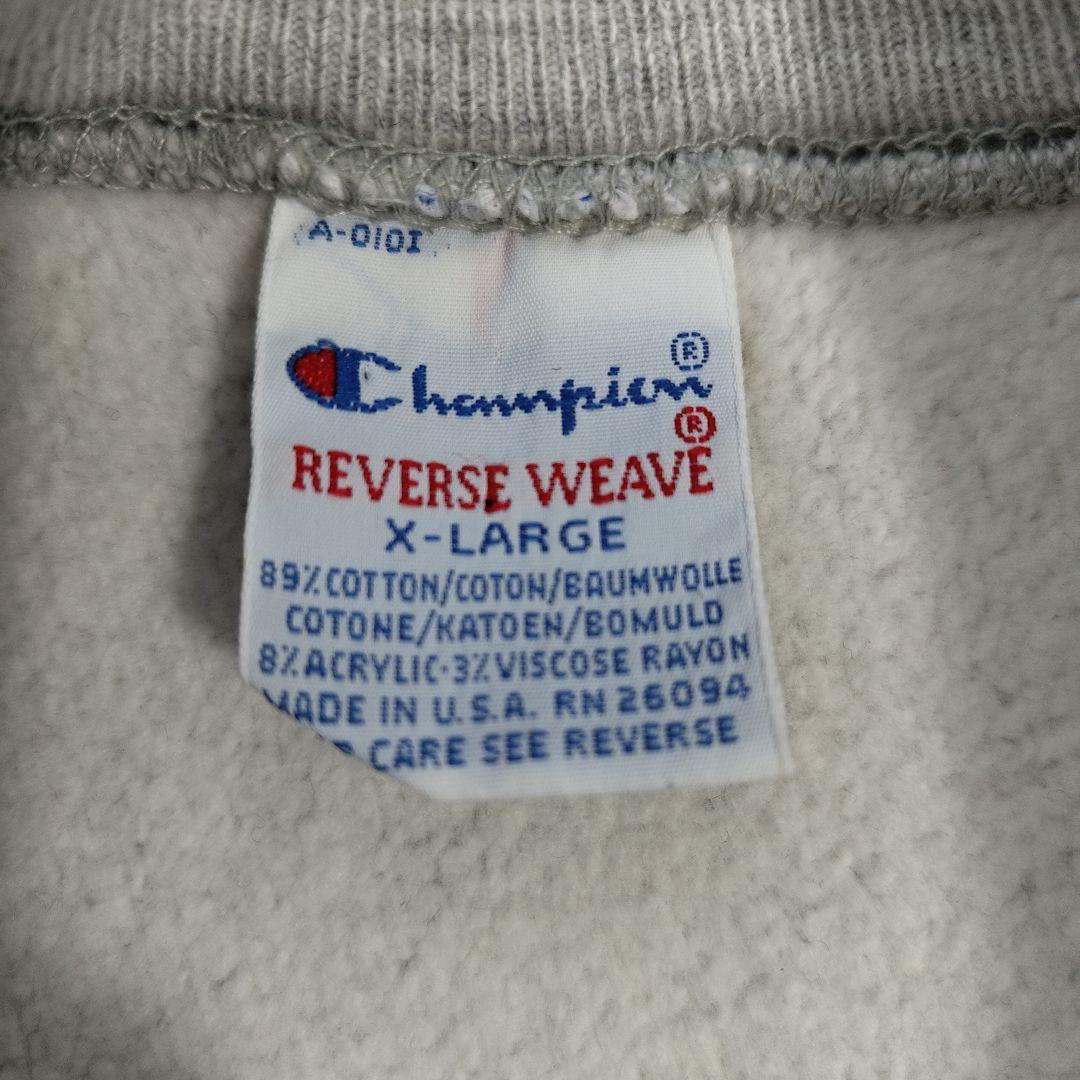 A-0101
Champion®
REVERSE WEAVE®
X-LARGE
89% COTTON/COTON/BAUMWOLLE
COTONE/KATOEN/BOMULD
8% ACRYLIC·3% VISCOSE RAYON
MADE IN U.S.A. RN 26094
CARE SEE REVERSE